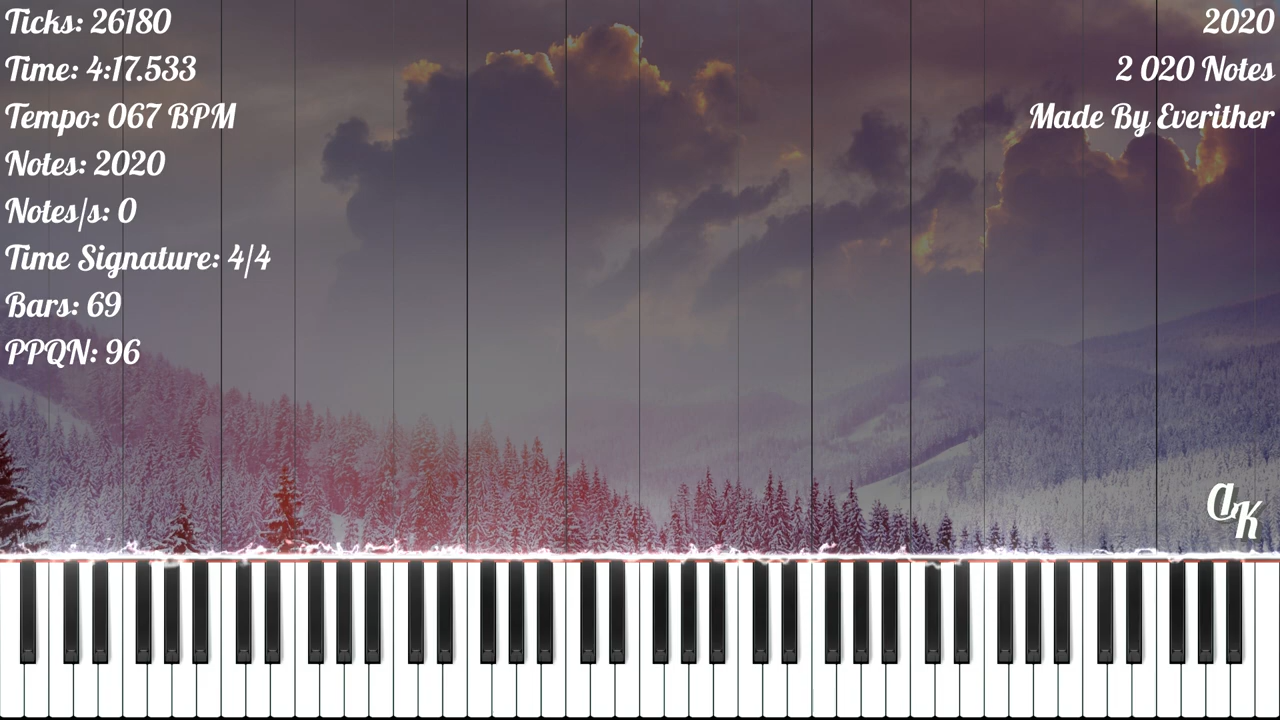 Ticks: 26180
Time: 4:17.533
Tempo: 067 BPM
Notes: 2020
Notes/s: 0
Time Signature: 4/4
Bars: 69
PPQN: 96
2020
2 020 Notes
Made By Everither
aK